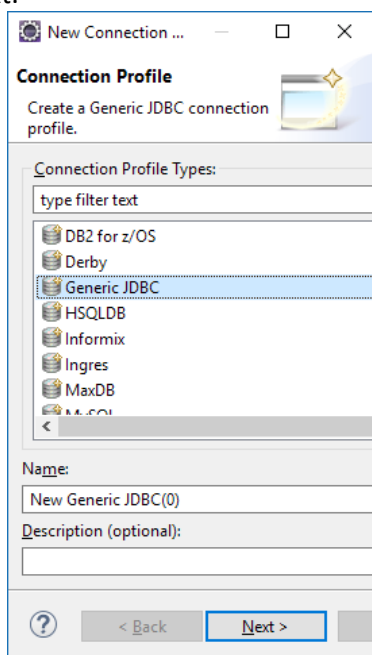 New Connection ...
Connection Profile
Create a Generic JDBC connection
profile.
Connection Profile Types:
type filter text
DB2 for z/OS
Derby
Generic JDBC
HSQLDB
Informix
Ingres
MaxDB
MySQL
Name:
New Generic JDBC(0)
Description (optional):
?
< Back
Next >